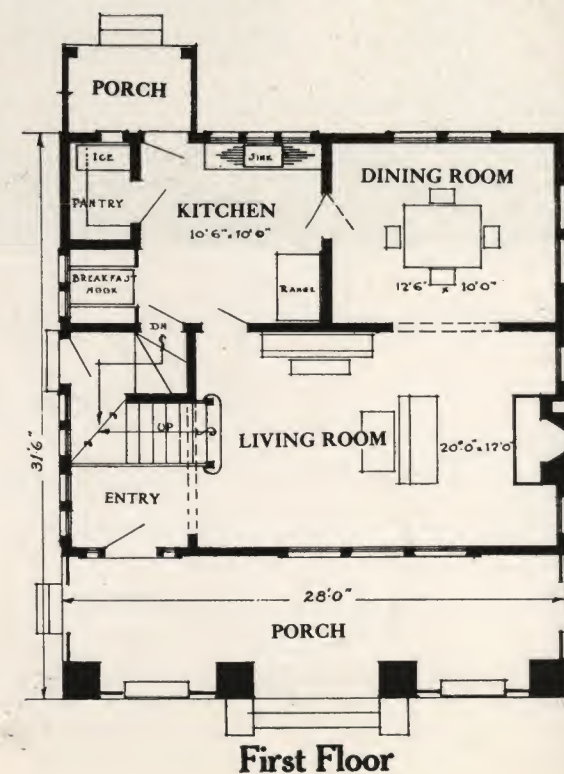 PORCH
ICE
SINK
DINING ROOM
PANTRY
KITCHEN
10'6" x 10'0"
12'6" x 10'0"
BREAKFAST
NOOK
RANGE
DN
UP
LIVING ROOM
20'0" x 12'0"
ENTRY
31'6"
28'0"
PORCH
First Floor